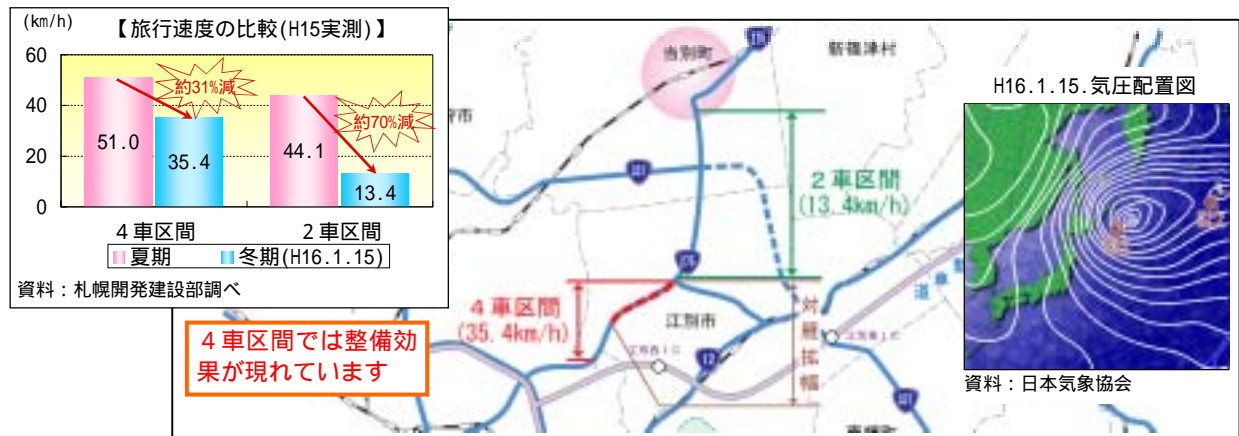 (km/h)
【旅行速度の比較(H15実測)】
60
40
20
0
約31%減
約70%減
51.0
35.4
44.1
13.4
４車区間
２車区間
夏期
冬期(H16.1.15)
資料：札幌開発建設部調べ
４車区間では整備効
果が現れています
当別町
新篠津村
２車区間
(13.4km/h)
４車区間
(35.4km/h)
江別市
対雁拡幅
12
275
337
道
H16.1.15.気圧配置図
資料：日本気象協会